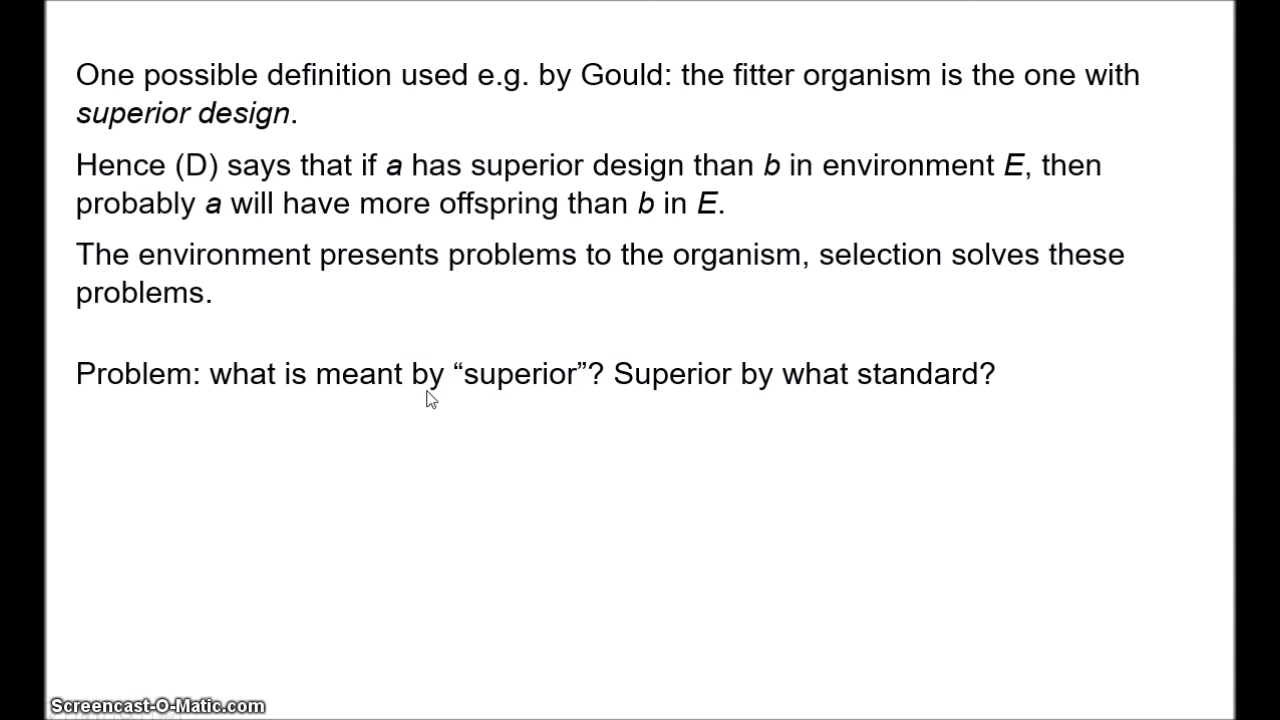 One possible definition used e.g. by Gould: the fitter organism is the one with
superior design.
Hence (D) says that if a has superior design than b in environment E, then
probably a will have more offspring than b in E.
The environment presents problems to the organism, selection solves these
problems.
Problem: what is meant by “superior”? Superior by what standard?
Screencast-O-Matic.com